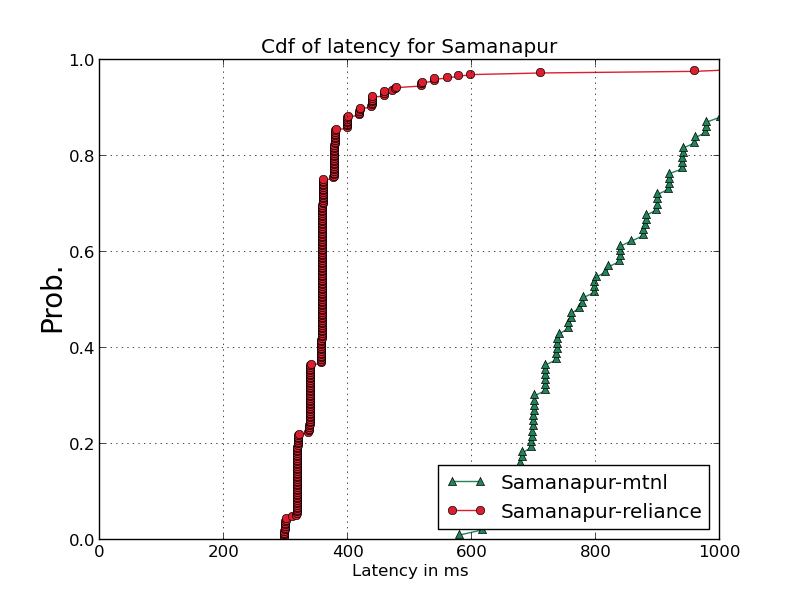 Cdf of latency for Samanapur
1.0
0.8
0.6
0.4
0.2
0.0
Prob.
Samanapur-mtnl
Samanapur-reliance
0 200 400 600 800 1000
Latency in ms